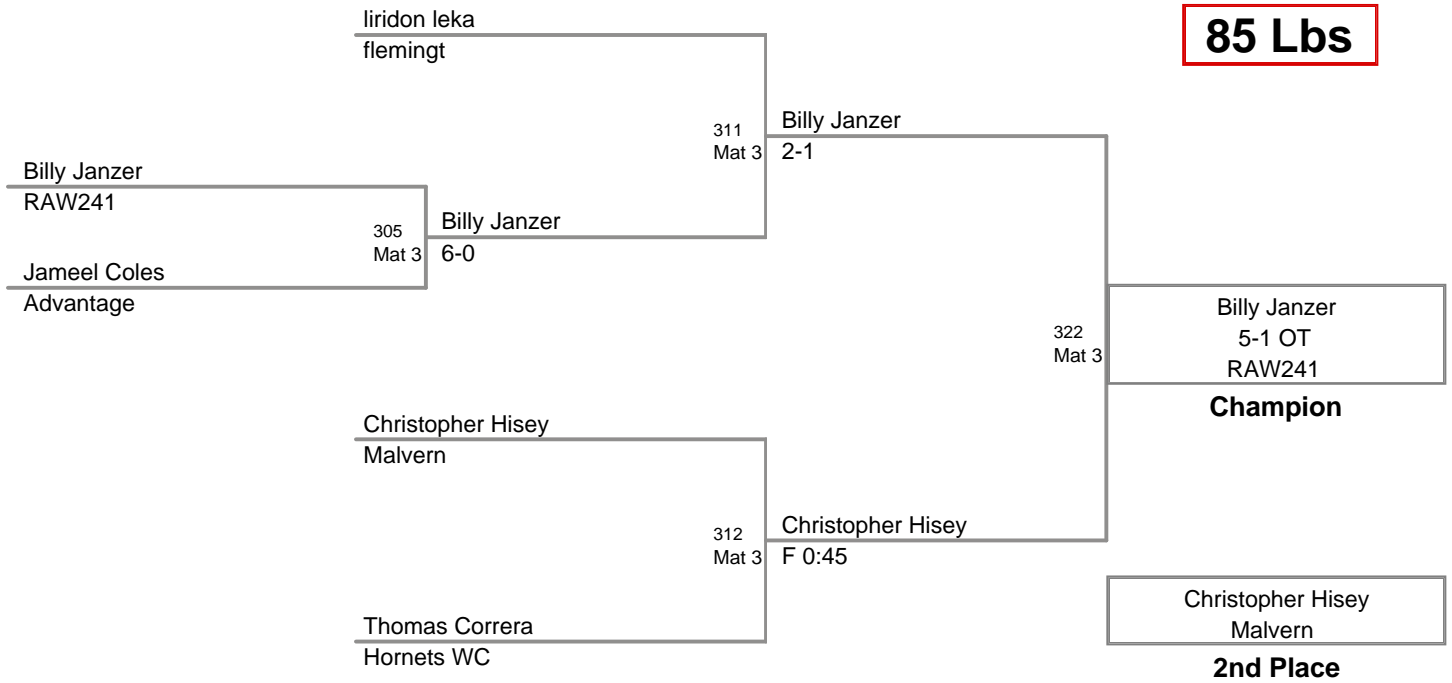 liridon leka
flemingt
85 Lbs
311
Mat 3
Billy Janzer
2-1
Billy Janzer
RAW241
305
Mat 3
Billy Janzer
6-0
Jameel Coles
Advantage
322
Mat 3
Billy Janzer
5-1 OT
RAW241
Champion
Christopher Hisey
Malvern
312
Mat 3
Christopher Hisey
F 0:45
Thomas Correra
Hornets WC
Christopher Hisey
Malvern
2nd Place